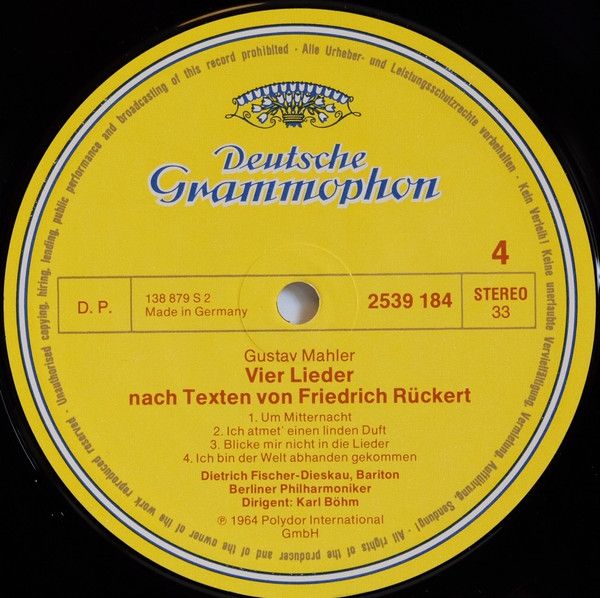 Unauthorised copying, hiring, lending, public performance and broadcasting of this record prohibited - Alle Urheber- und Leistungsschutzrechte vorbehalten - Kein Verleih! Keine unerlaubte Vervielfältigung, Vermietung, Aufführung, Sendung! - All rights of the producer and of the owner of the work reproduced reserved -
Deutsche
Grammophon
4
D. P.
138 879 S 2
Made in Germany
2539 184
STEREO
33
Gustav Mahler
Vier Lieder
nach Texten von Friedrich Rückert
1. Um Mitternacht
2. Ich atmet' einen linden Duft
3. Blicke mir nicht in die Lieder
4. Ich bin der Welt abhanden gekommen
Dietrich Fischer-Dieskau, Bariton
Berliner Philharmoniker
Dirigent: Karl Böhm
℗ 1964 Polydor International
GmbH